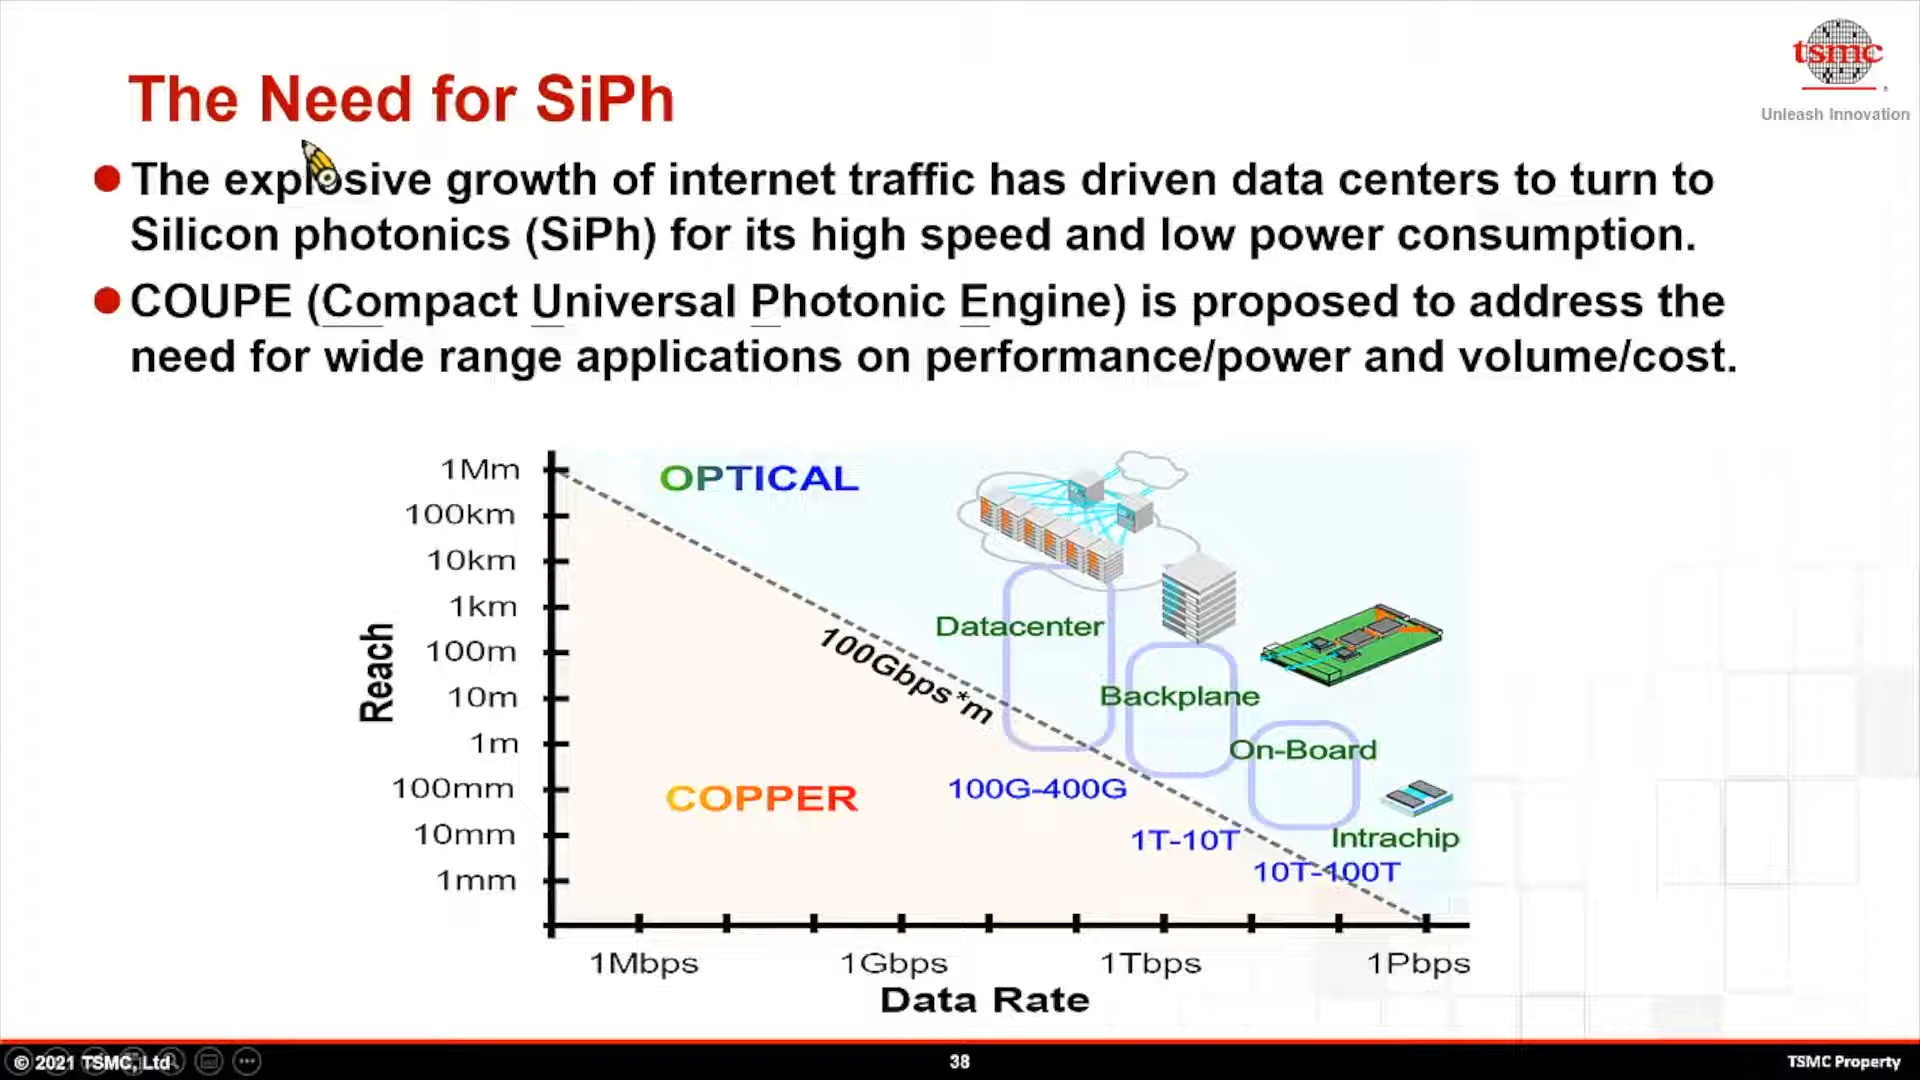 tsmc
Unleash Innovation
The Need for SiPh
The explosive growth of internet traffic has driven data centers to turn to
Silicon photonics (SiPh) for its high speed and low power consumption.
COUPE (Compact Universal Photonic Engine) is proposed to address the
need for wide range applications on performance/power and volume/cost.
1Mm
100km
10km
1km
100m
10m
1m
100mm
10mm
1mm
Reach
OPTICAL
COPPER
100Gbps*m
Datacenter
Backplane
On-Board
Intrachip
100G-400G
1T-10T
10T-100T
1Mbps
1Gbps
1Tbps
1Pbps
Data Rate
© 2021 TSMC, Ltd
38
TSMC Property